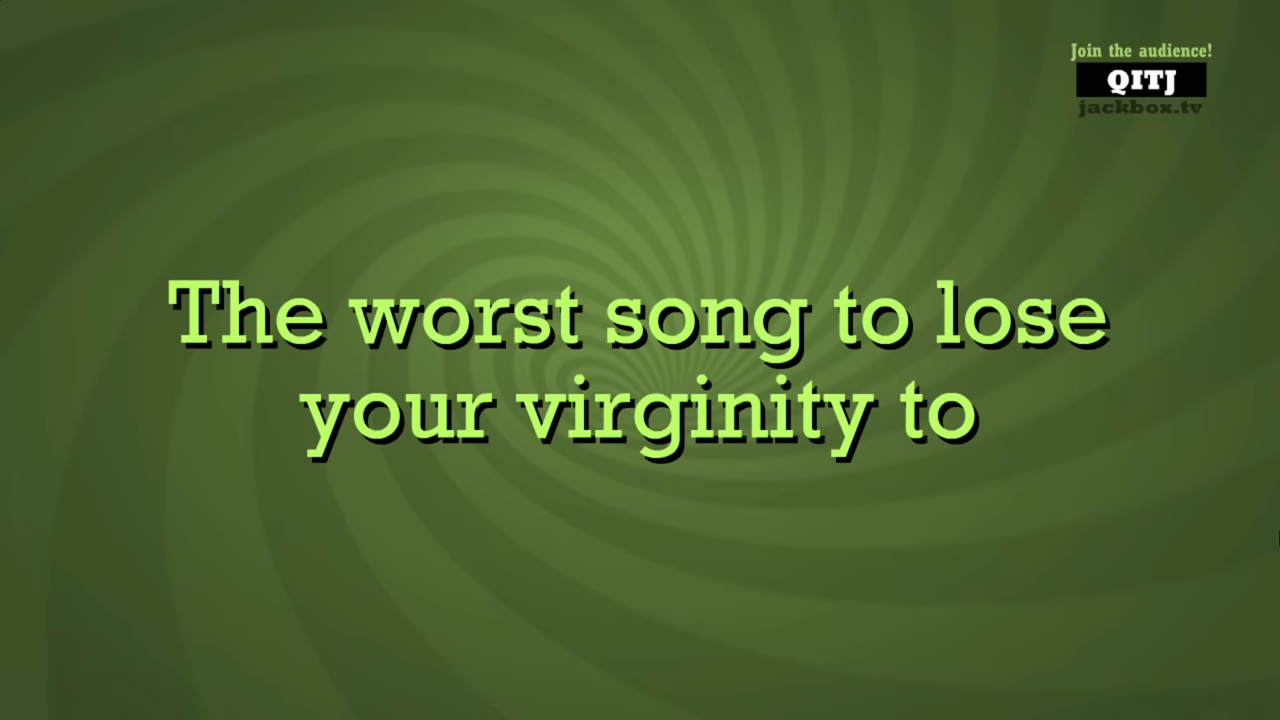 Join the audience!
QITJ
jackbox.tv
The worst song to lose
your virginity to